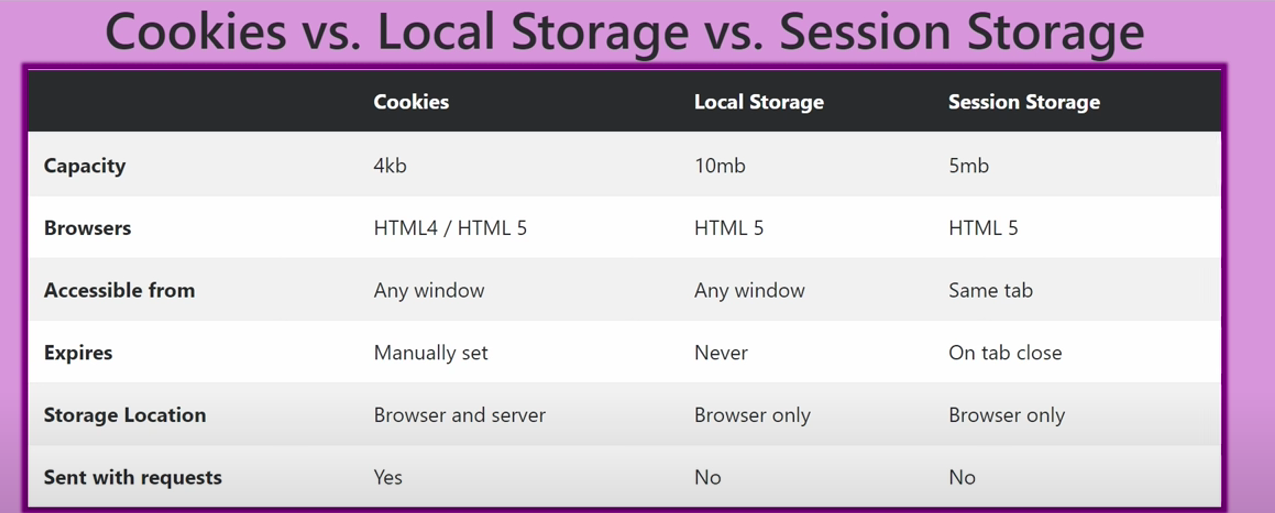 Cookies vs. Local Storage vs. Session Storage
Cookies Local Storage Session Storage
Capacity 4kb 10mb 5mb
Browsers HTML4 / HTML 5 HTML 5 HTML 5
Accessible from Any window Any window Same tab
Expires Manually set Never On tab close
Storage Location Browser and server Browser only Browser only
Sent with requests Yes No No